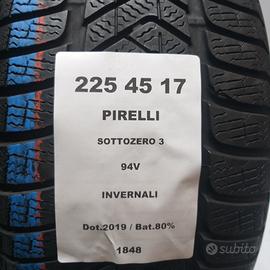 225 45 17
PIRELLI
SOTTOZERO 3
94V
INVERNALI
Dot.2019 / Bat.80%
1848
subito